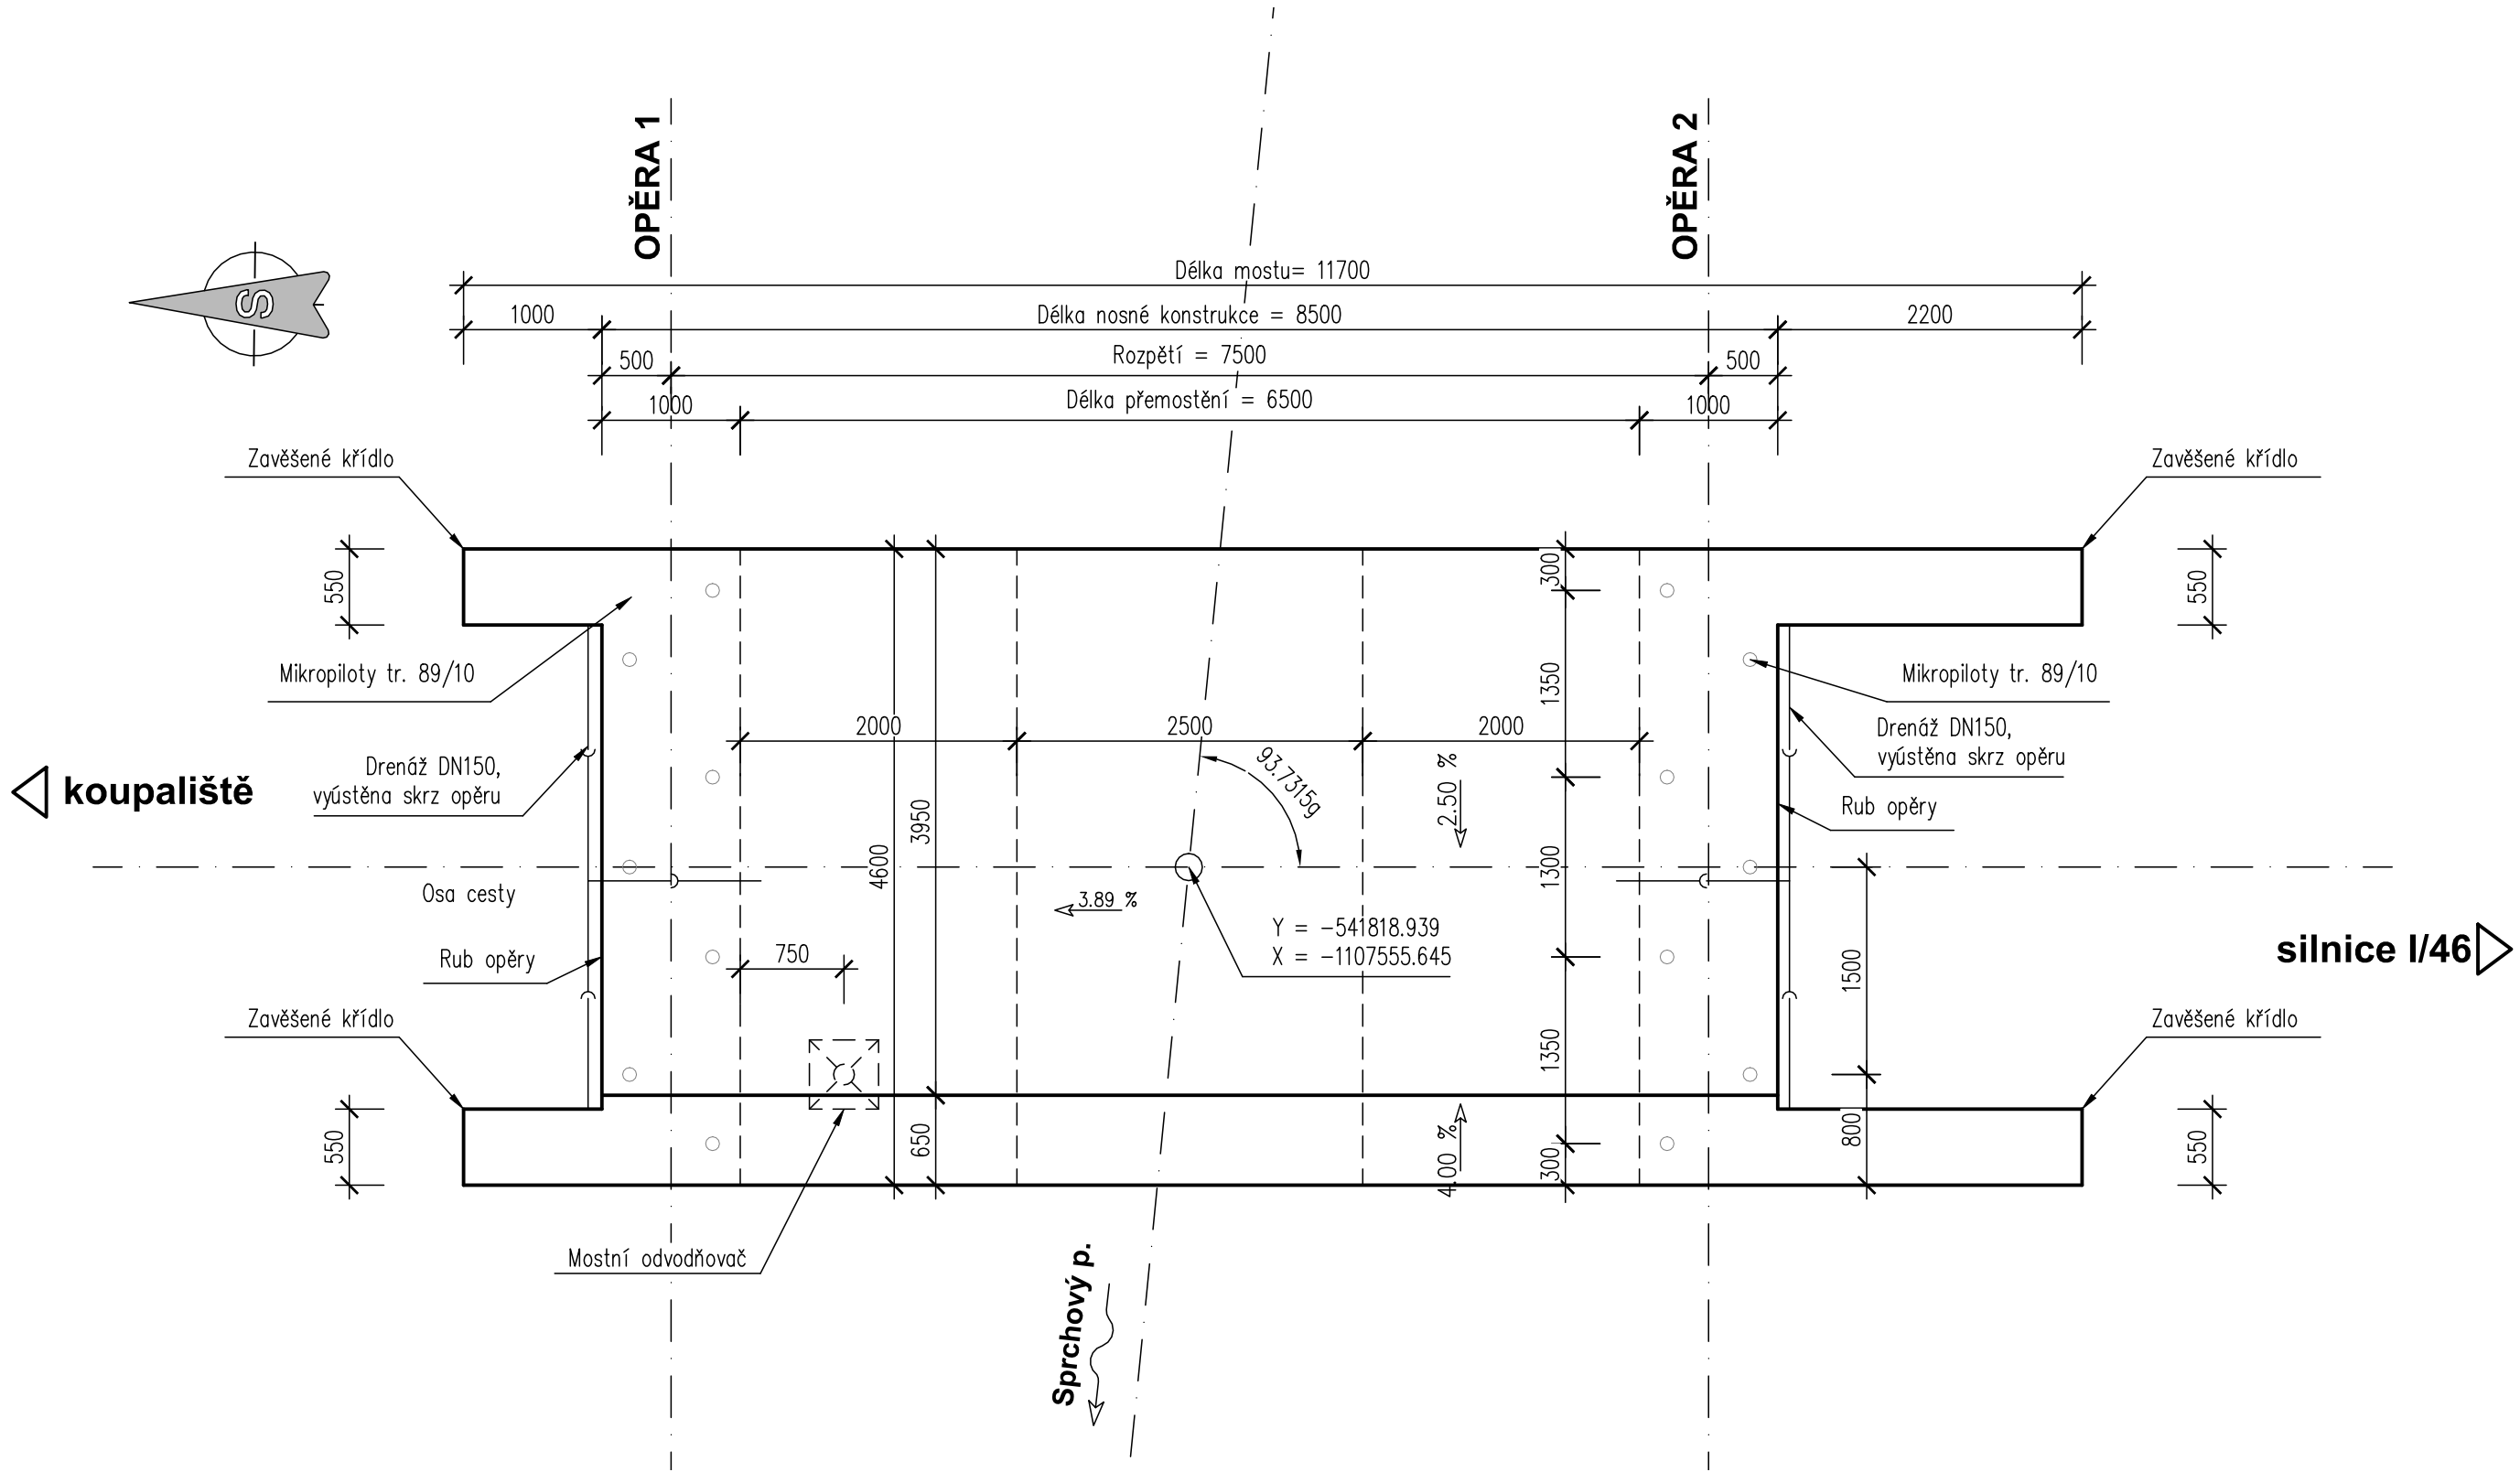 OPĚRA 1
OPĚRA 2
S
Délka mostu= 11700
1000
Délka nosné konstrukce = 8500
2200
500
Rozpětí = 7500
500
1000
Délka přemostění = 6500
1000
Zavěšené křídlo
Zavěšené křídlo
550
300
550
Mikropiloty tr. 89/10
1350
Mikropiloty tr. 89/10
2000
2500
2000
Drenáž DN150,
vyústěna skrz opěru
Drenáž DN150,
vyústěna skrz opěru
koupaliště
93.7315g
2.50 %
Rub opěry
3950
4600
1300
Osa cesty
3.89 %
Y = -541818.939
X = -1107555.645
silnice I/46
Rub opěry
750
1500
Zavěšené křídlo
Zavěšené křídlo
1350
550
650
4.00 %
300
800
550
Mostní odvodňovač
Sprchový p.